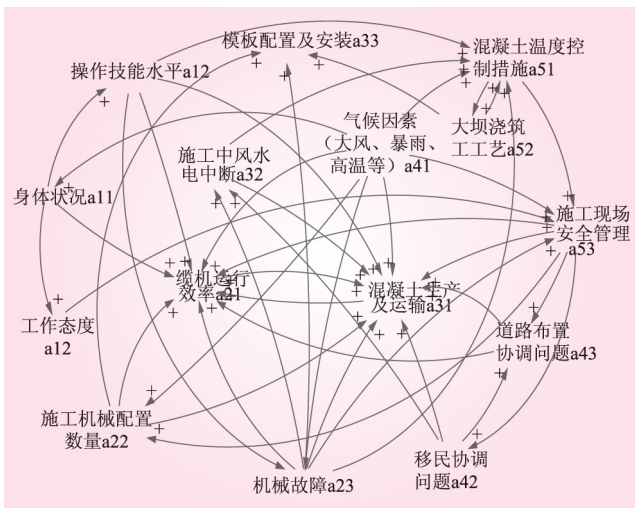 模板配置及安装a33
混凝土温度控
制措施a51
操作技能水平a12
气候因素
（大风、暴雨、
高温等）a41
大坝浇筑
工工艺a52
施工中风水
电中断a32
身体状况a11
施工现场
安全管理
a53
缆机运行
效率a21
混凝土生产
及运输a31
工作态度
a12
道路布置
协调问题a43
施工机械配置
数量a22
移民协调
问题a42
机械故障a23